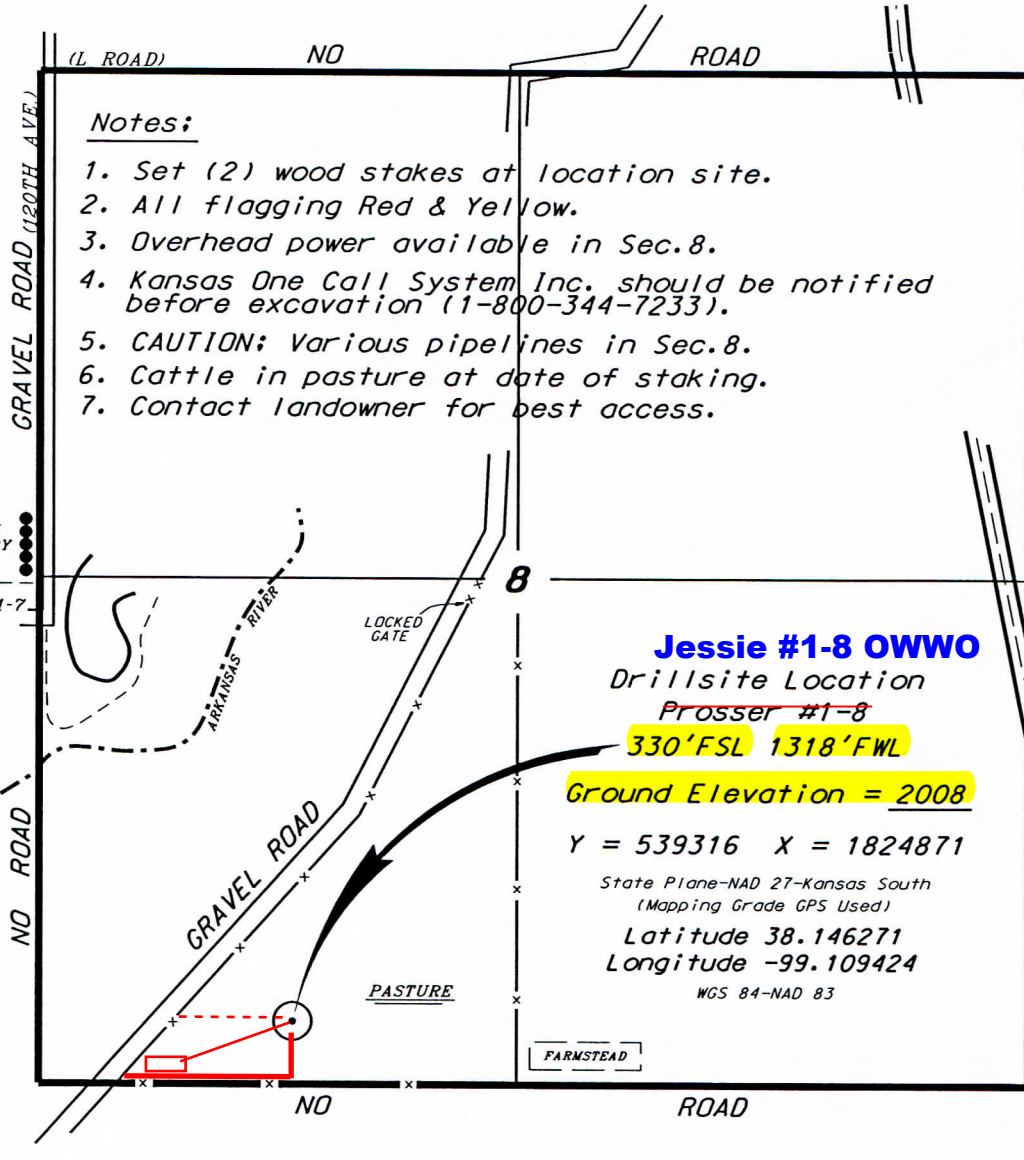 (L ROAD)
NO
ROAD
GRAVEL ROAD (120TH AVE.)
Notes:
1. Set (2) wood stakes at location site.
2. All flagging Red & Yellow.
3. Overhead power available in Sec.8.
4. Kansas One Call System Inc. should be notified
before excavation (1-800-344-7233).
5. CAUTION: Various pipelines in Sec.8.
6. Cattle in pasture at date of staking.
7. Contact landowner for best access.
8
LOCKED
GATE
ARKANSAS RIVER
Jessie #1-8 OWWO
Drillsite Location
Prosser #1-8
330'FSL 1318'FWL
Ground Elevation = 2008
Y = 539316 X = 1824871
State Plane-NAD 27-Kansas South
(Mapping Grade GPS Used)
Latitude 38.146271
Longitude -99.109424
WGS 84-NAD 83
NO ROAD
GRAVEL ROAD
PASTURE
FARMSTEAD
NO
ROAD